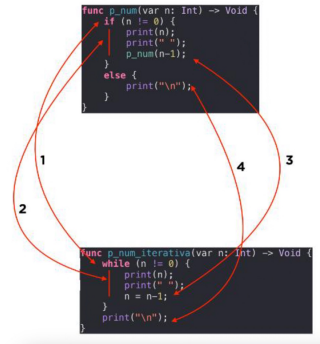 func p_num(var n: Int) -> Void {
if (n != 0) {
print(n);
print(" ");
p_num(n-1);
}
else {
print("\n");
}
}
1
2
3
4
func p_num_iterativa(var n: Int) -> Void {
while (n != 0) {
print(n);
print(" ");
n = n-1;
}
print("\n");
}